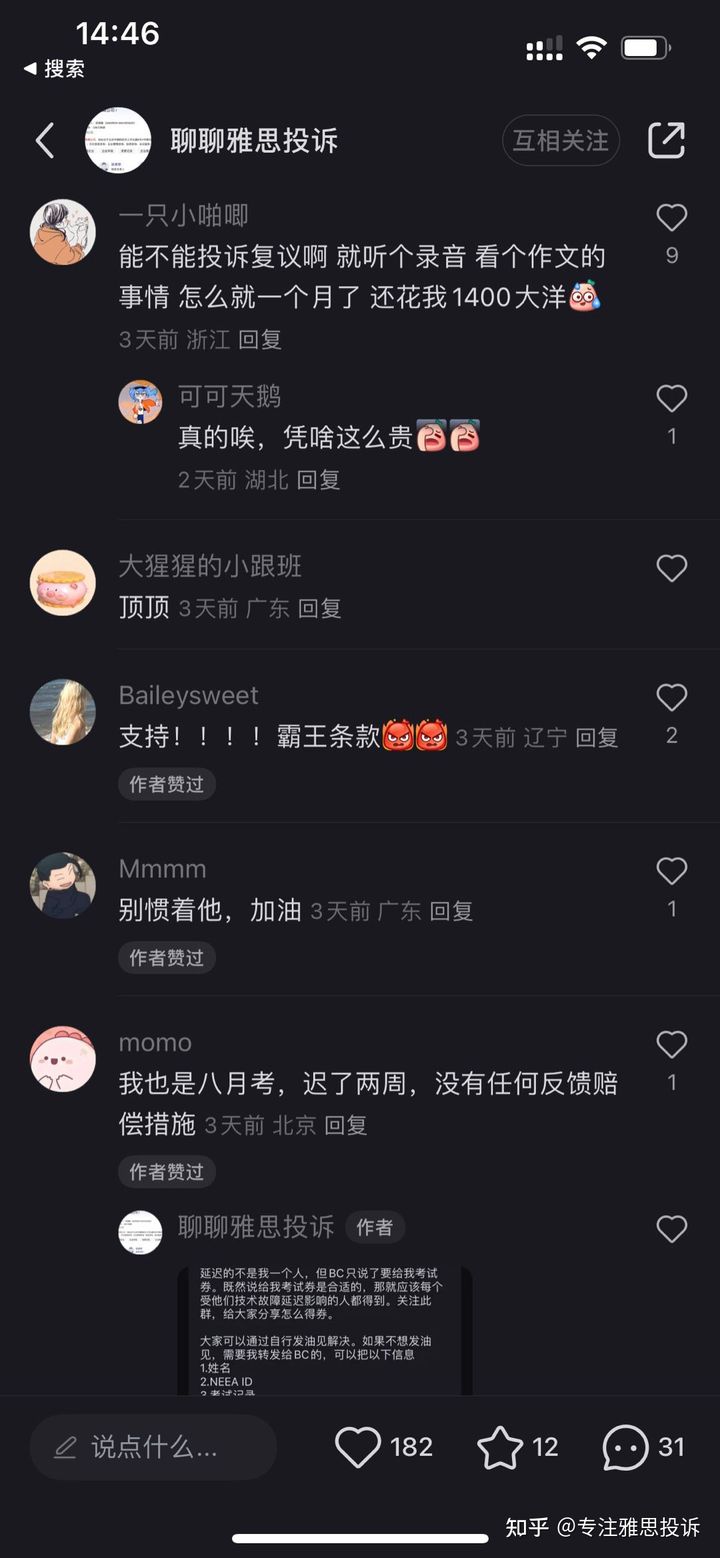 14:46
◀ 搜索
聊聊雅思投诉
互相关注
一只小啪唧
能不能投诉复议啊 就听个录音 看个作文的
事情 怎么就一个月了 还花我1400大洋
9
3天前 浙江 回复
可可天鹅
真的唉，凭啥这么贵
1
2天前 湖北 回复
大猩猩的小跟班
顶顶 3天前 广东 回复
Baileysweet
支持！！！！霸王条款 3天前 辽宁 回复
2
作者赞过
Mmmm
别惯着他，加油 3天前 广东 回复
1
作者赞过
momo
我也是八月考，迟了两周，没有任何反馈赔
1
偿措施 3天前 北京 回复
作者赞过
聊聊雅思投诉 作者
延迟的不是我一个人，但BC只说了要给我考试
券。既然说给我考试券是合适的，那就应该每个
受他们技术故障延迟影响的人都得到。关注此
群，给大家分享怎么得券。
大家可以通过自行发油见解决。如果不想发油
见，需要我转发给BC的，可以把以下信息
1.姓名
2.NEEA ID
3.考试记录
说点什么...
182
12
31
知乎 @专注雅思投诉